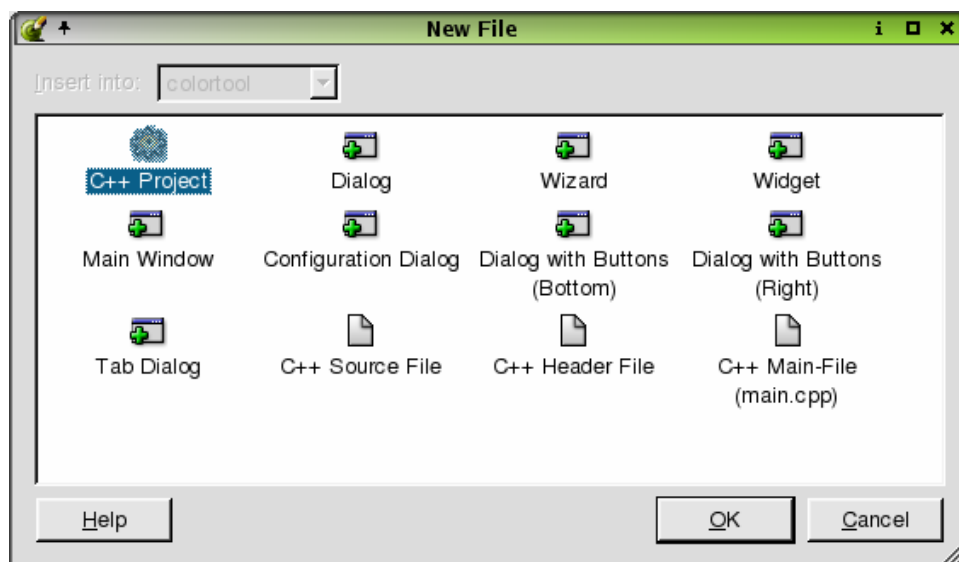 New File
Insert into: colortool
C++ Project Dialog Wizard Widget
Main Window Configuration Dialog Dialog with Buttons (Bottom) Dialog with Buttons (Right)
Tab Dialog C++ Source File C++ Header File C++ Main-File (main.cpp)
Help OK Cancel